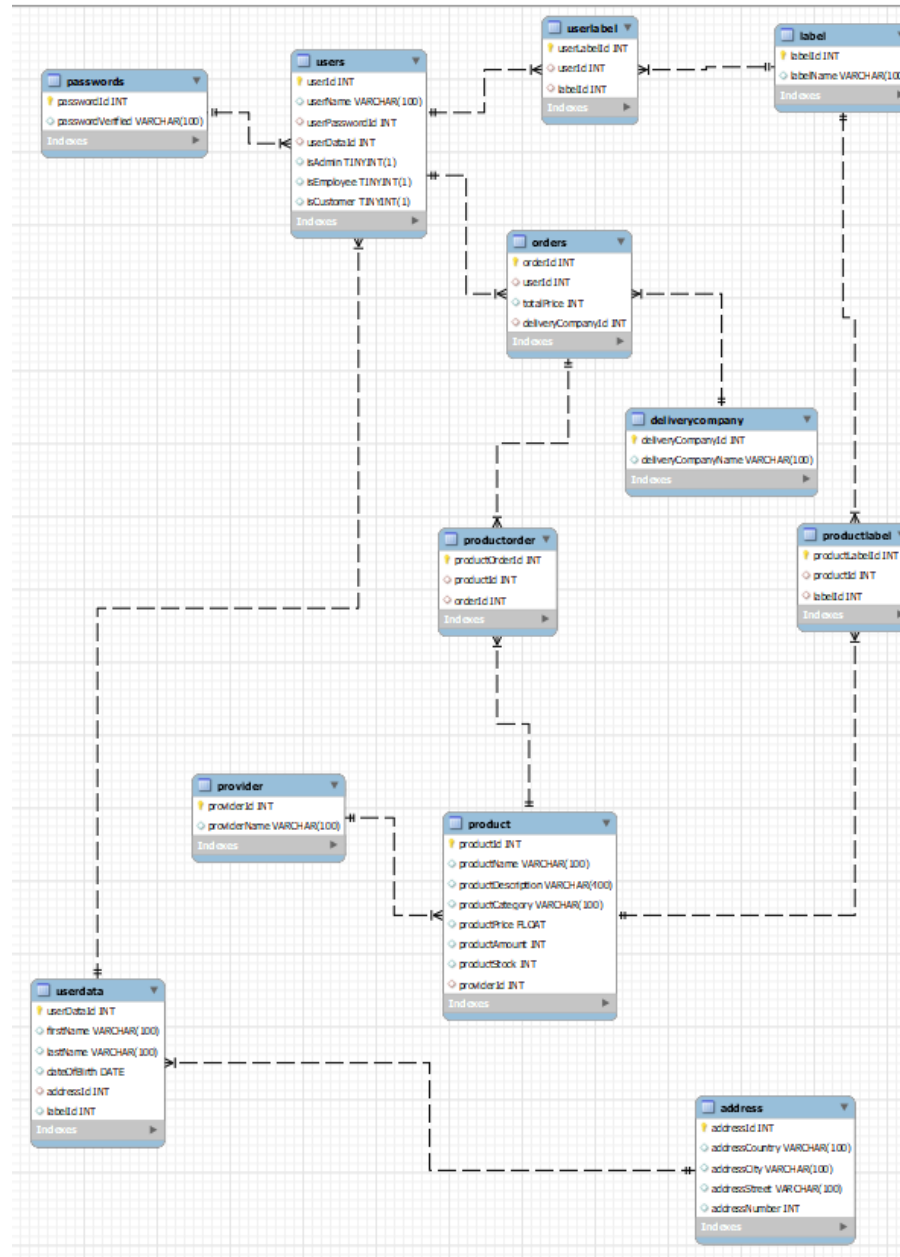 userlabel
userLabelId INT
userId INT
labelId INT
Indexes
label
labelId INT
labelName VARCHAR(100
Indexes
users
userId INT
userName VARCHAR(100)
userPasswordId INT
userDataId INT
isAdmin TINYINT(1)
isEmployee TINYINT(1)
isCustomer TINYINT(1)
Indexes
passwords
passwordId INT
passwordVerified VARCHAR(100)
Indexes
orders
orderId INT
userId INT
totalPrice INT
deliveryCompanyId INT
Indexes
deliverycompany
deliveryCompanyId INT
deliveryCompanyName VARCHAR(100)
Indexes
productorder
productOrderId INT
productId INT
orderId INT
Indexes
productlabel
productLabelId INT
productId INT
labelId INT
Indexes
provider
providerId INT
providerName VARCHAR(100)
Indexes
product
productId INT
productName VARCHAR(100)
productDescription VARCHAR(400)
productCategory VARCHAR(100)
productPrice FLOAT
productAmount INT
productStock INT
providerId INT
Indexes
userdata
userDataId INT
firstName VARCHAR(100)
lastName VARCHAR(100)
dateOfBirth DATE
addressId INT
labelId INT
Indexes
address
addressId INT
addressCountry VARCHAR(100)
addressCity VARCHAR(100)
addressStreet VARCHAR(100)
addressNumber INT
Indexes